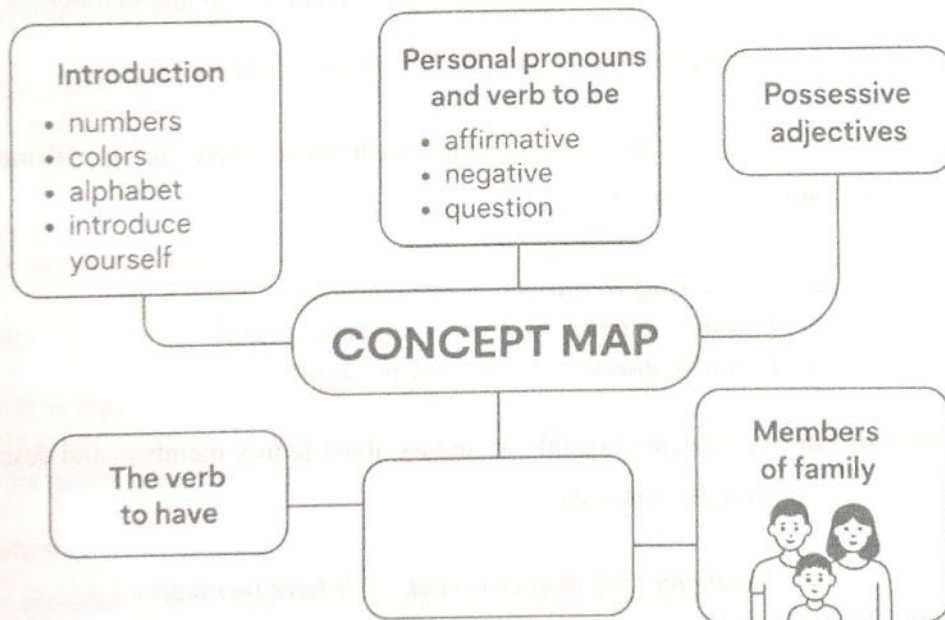 Introduction
• numbers
• colors
• alphabet
• introduce
yourself
Personal pronouns
and verb to be
• affirmative
• negative
• question
Possessive
adjectives
CONCEPT MAP
The verb
to have
Members
of family